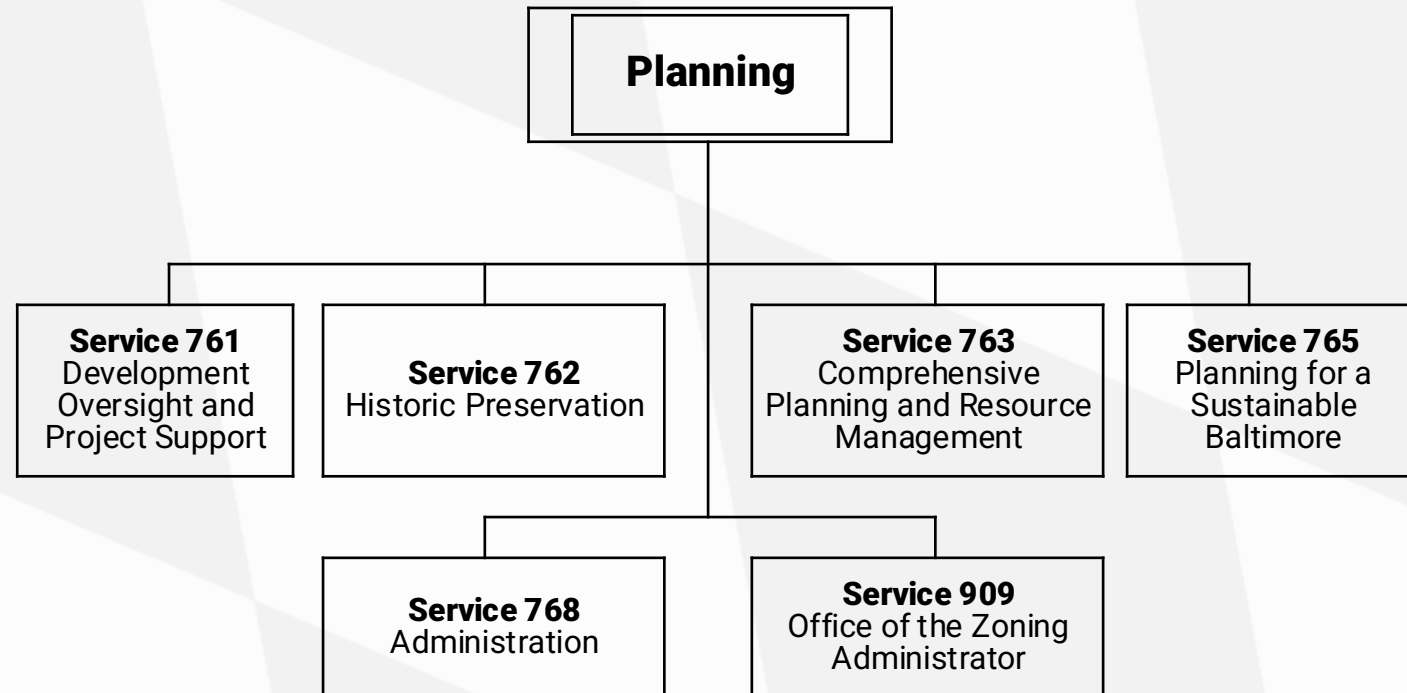 Planning
Service 761
Development
Oversight and
Project Support
Service 762
Historic Preservation
Service 763
Comprehensive
Planning and Resource
Management
Service 765
Planning for a
Sustainable
Baltimore
Service 768
Administration
Service 909
Office of the Zoning
Administrator